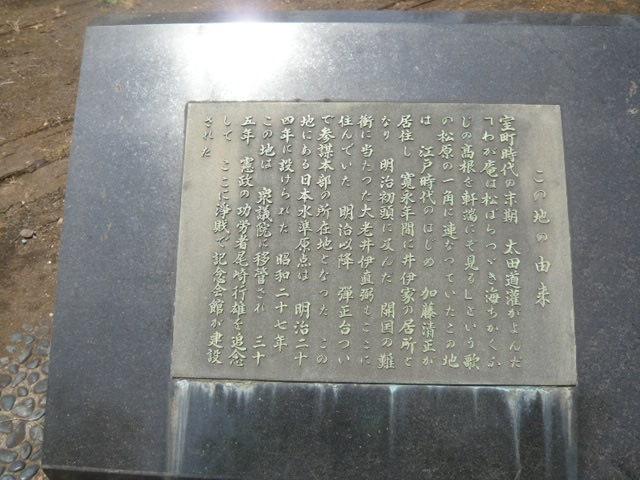 この地の由来
室町時代の末期　太田道灌がよんだ
「わが庵は松ばらつゞき海ちかくふ
じの高根を軒端にぞ見る」という歌
の松原の一角に連なつていたこの地
は　江戸時代のはじめ　加藤清正が
居住し　寛永年間に井伊家の居所と
なり　明治初頭に及んだ　開国の難
衝に当たつた大老井伊直弼もここに
住んでいた　明治以降　弾正台つい
で参謀本部の所在地となつた　この
地にある日本水準原点は　明治二十
四年に設けられた　昭和二十七年
この地は　衆議院に移管され　三十
五年　憲政の功労者尾崎行雄を追念
して　ここに浄財で記念会館が建設
された